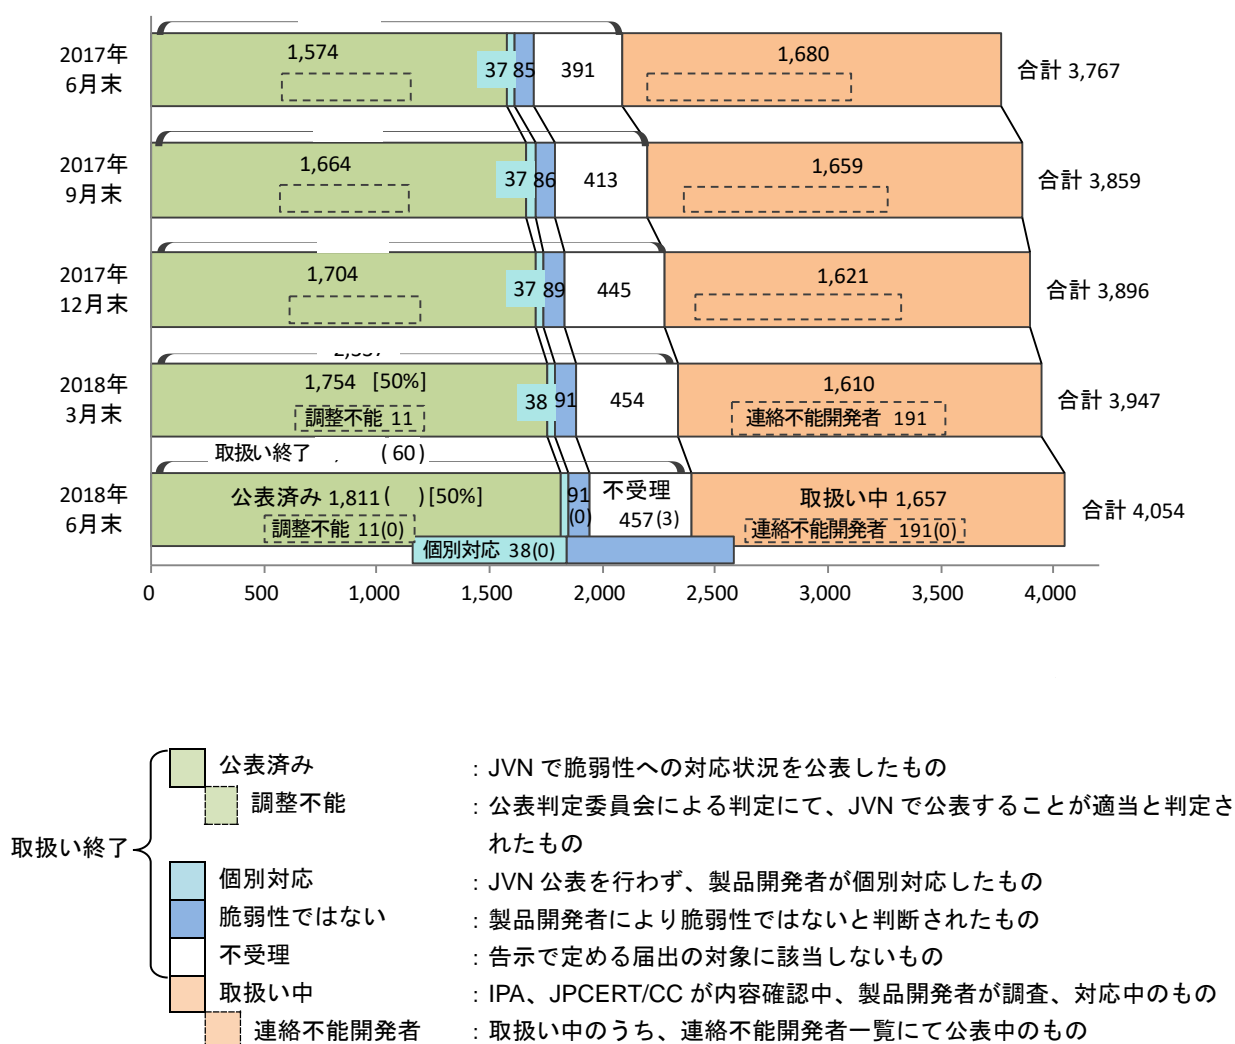 2017年
6月末
1,574
37
85
391
1,680
合計 3,767
2017年
9月末
1,664
37
86
413
1,659
合計 3,859
2017年
12月末
1,704
37
89
445
1,621
合計 3,896
2018年
3月末
1,754 [50%]
調整不能 11
38
91
454
1,610
連絡不能開発者 191
合計 3,947
取扱い終了 (60)
2018年
6月末
公表済み 1,811( ) [50%]
調整不能 11(0)
91
(0)
不受理
457(3)
取扱い中 1,657
連絡不能開発者 191(0)
合計 4,054
個別対応 38(0)
0 500 1,000 1,500 2,000 2,500 3,000 3,500 4,000
取扱い終了
公表済み : JVN で脆弱性への対応状況を公表したもの
調整不能 : 公表判定委員会による判定にて、JVN で公表することが適当と判定さ
れたもの
個別対応 : JVN 公表を行わず、製品開発者が個別対応したもの
脆弱性ではない : 製品開発者により脆弱性ではないと判断されたもの
不受理 : 告示で定める届出の対象に該当しないもの
取扱い中 : IPA、JPCERT/CC が内容確認中、製品開発者が調査、対応中のもの
連絡不能開発者 : 取扱い中のうち、連絡不能開発者一覧にて公表中のもの